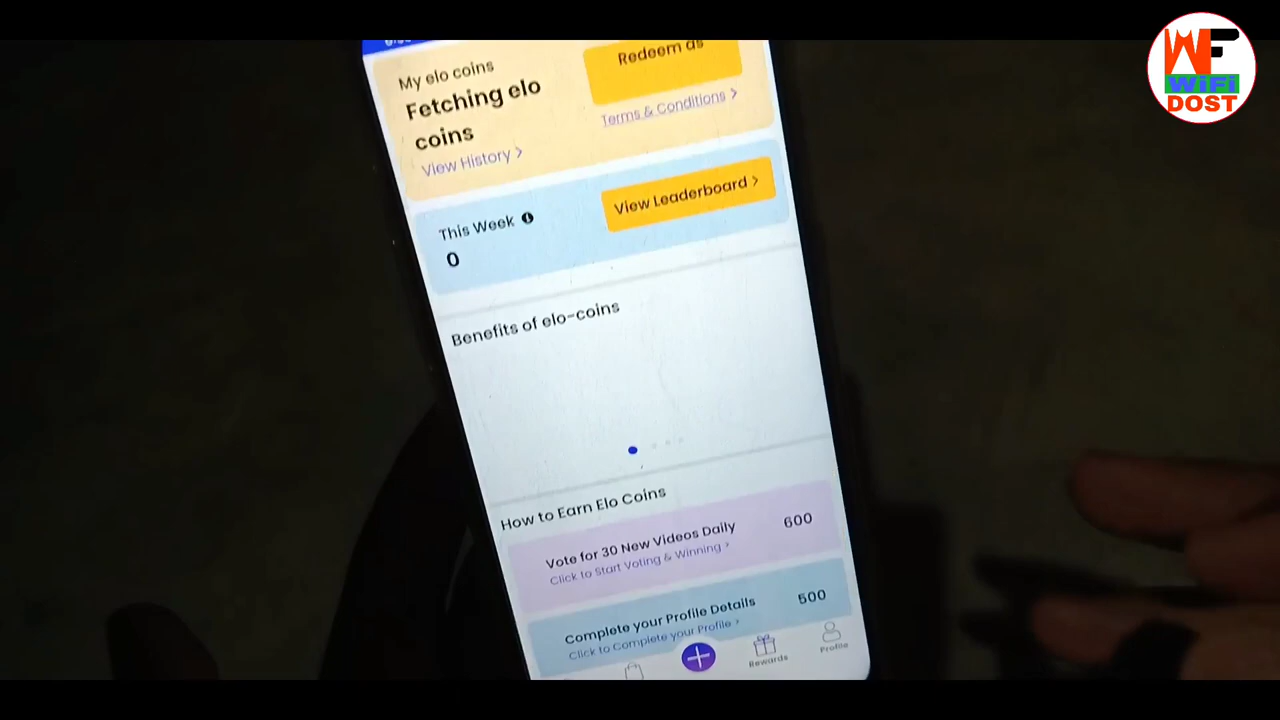 My elo coins
Fetching elo
coins
View History >
Redeem as
Terms & Conditions >
This Week
0
View Leaderboard >
Benefits of elo-coins
How to Earn Elo Coins
Vote for 30 New Videos Daily
Click to Start Voting & Winning >
600
Complete your Profile Details
Click to Complete your Profile >
500
Rewards
Profile
WF
WiFi
DOST